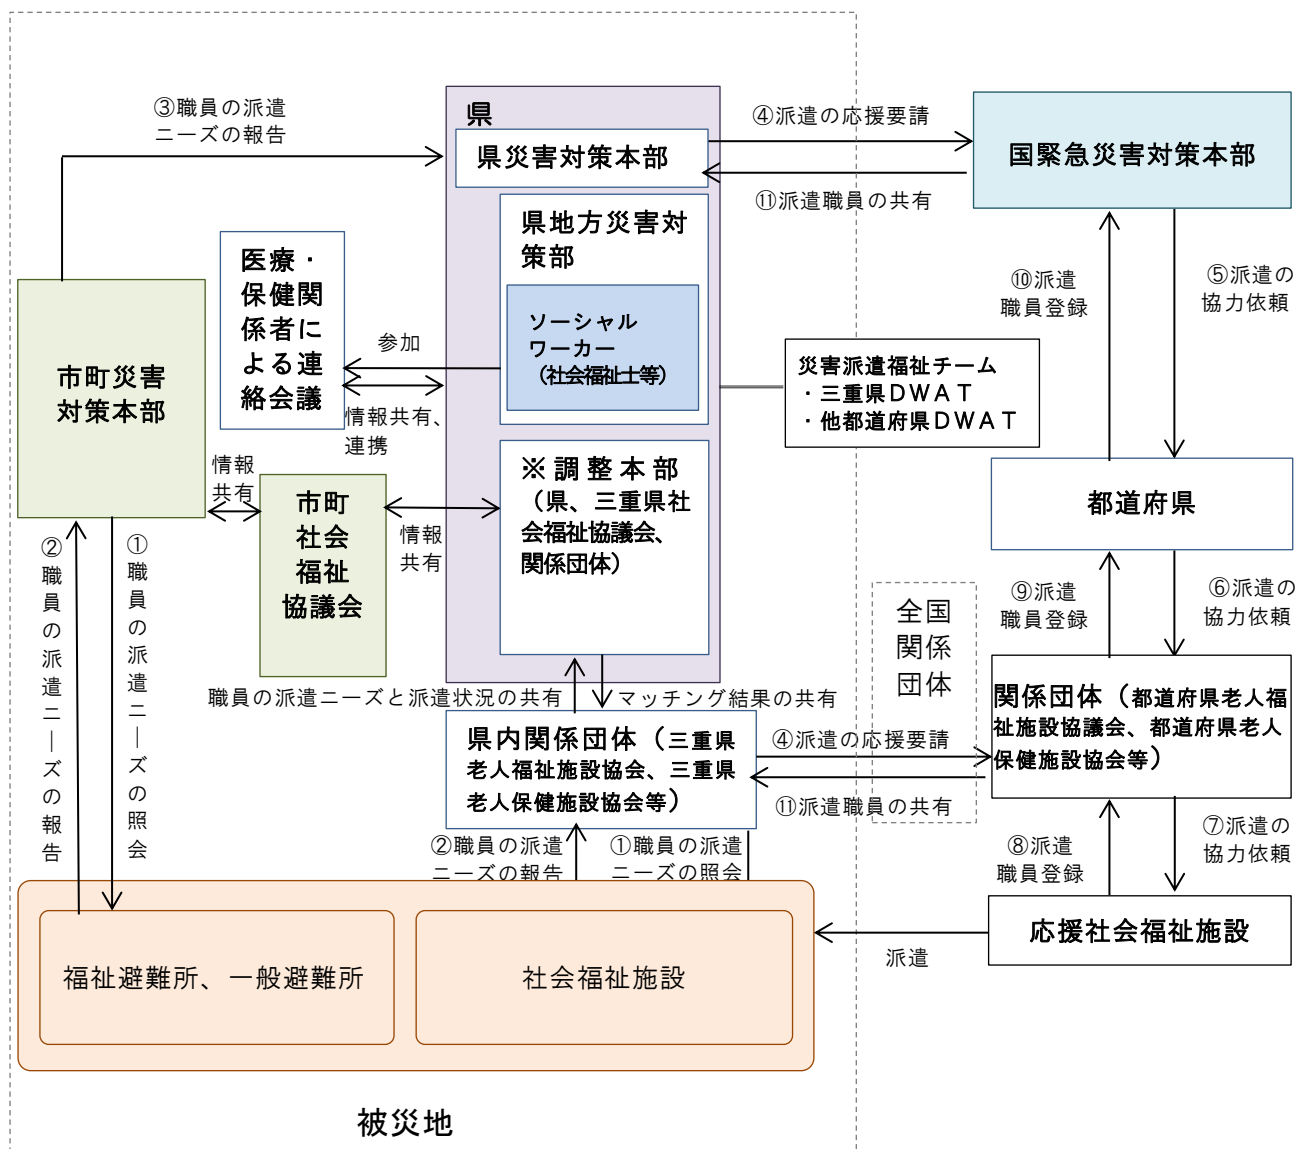 ③職員の派遣
ニーズの報告
県
県災害対策本部
④派遣の応援要請
国緊急災害対策本部
⑪派遣職員の共有
県地方災害対
策部
ソーシャル
ワーカー
（社会福祉士等）
医療・
保健関
係者に
よる連
絡会議
参加
情報共有、
連携
⑩派遣
職員登録
⑤派遣の
協力依頼
市町災害
対策本部
災害派遣福祉チーム
・三重県DWAT
・他都道府県DWAT
情報
共有
市町
社会
福祉
協議会
情報
共有
※調整本部
（県、三重県社
会福祉協議会、
関係団体）
都道府県
②職員の派遣ニーズの報告
①職員の派遣ニーズの照会
全国
関係
団体
⑨派遣
職員登録
⑥派遣の
協力依頼
職員の派遣ニーズと派遣状況の共有
マッチング結果の共有
県内関係団体（三重県
老人福祉施設協会、三重県
老人保健施設協会等）
④派遣の応援要請
⑪派遣職員の共有
関係団体（都道府県老人福
祉施設協議会、都道府県老人
保健施設協会等）
②職員の派遣
ニーズの報告
①職員の派遣
ニーズの照会
⑧派遣
職員登録
⑦派遣の
協力依頼
福祉避難所、一般避難所
社会福祉施設
派遣
応援社会福祉施設
被災地